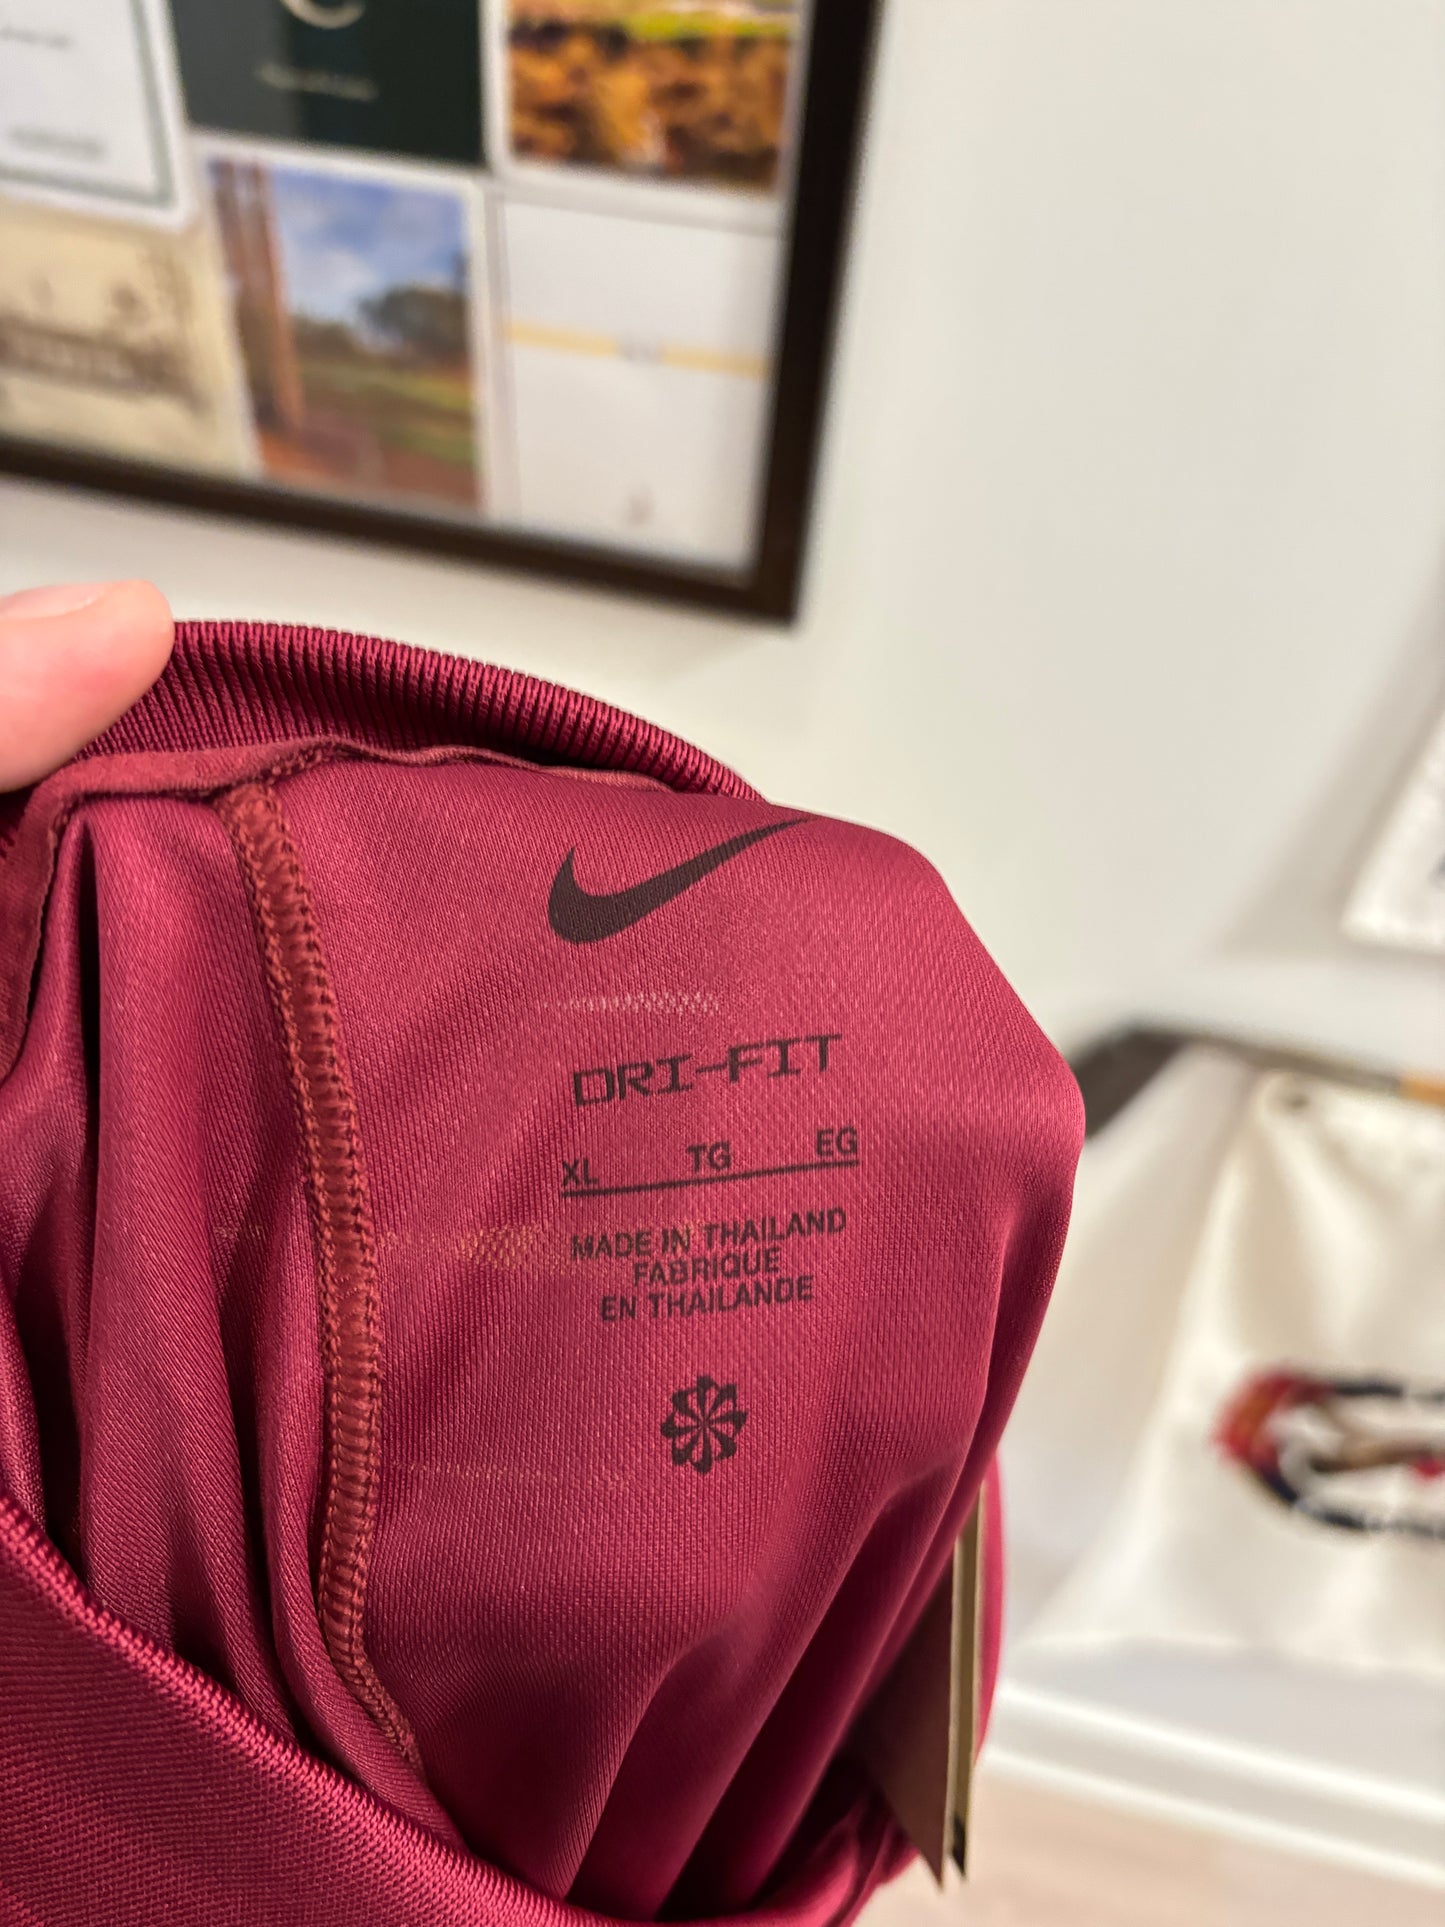 DRI-FIT
XL TG EG
MADE IN THAILAND
FABRIQUE
EN THAILANDE